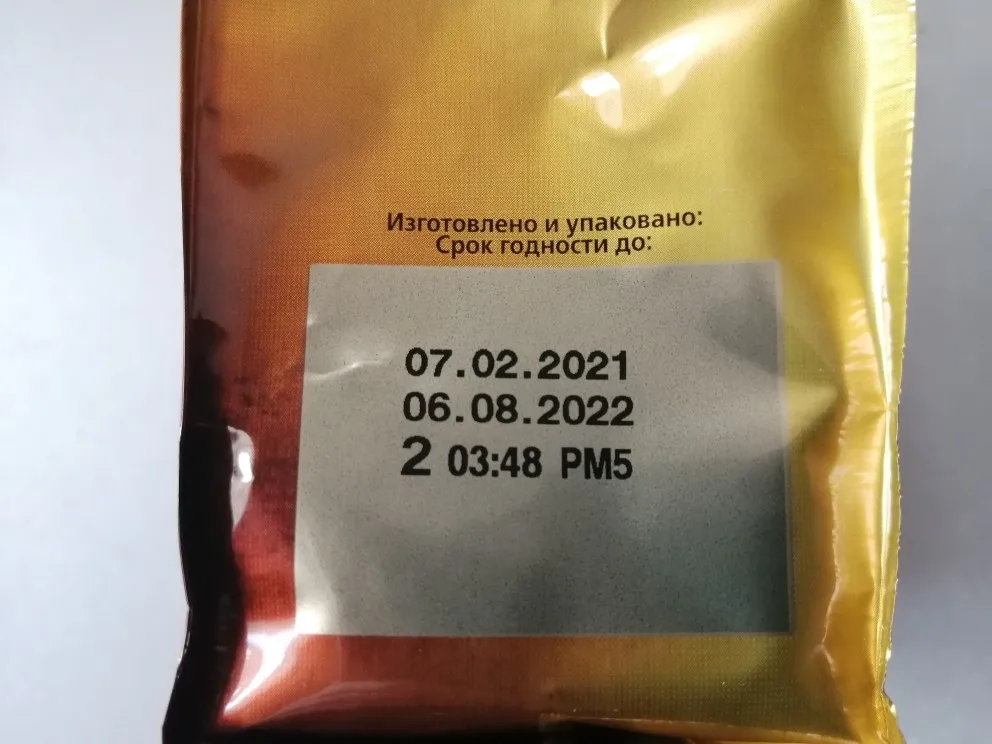 Изготовлено и упаковано:
Срок годности до:
07.02.2021
06.08.2022
2 03:48 PM5